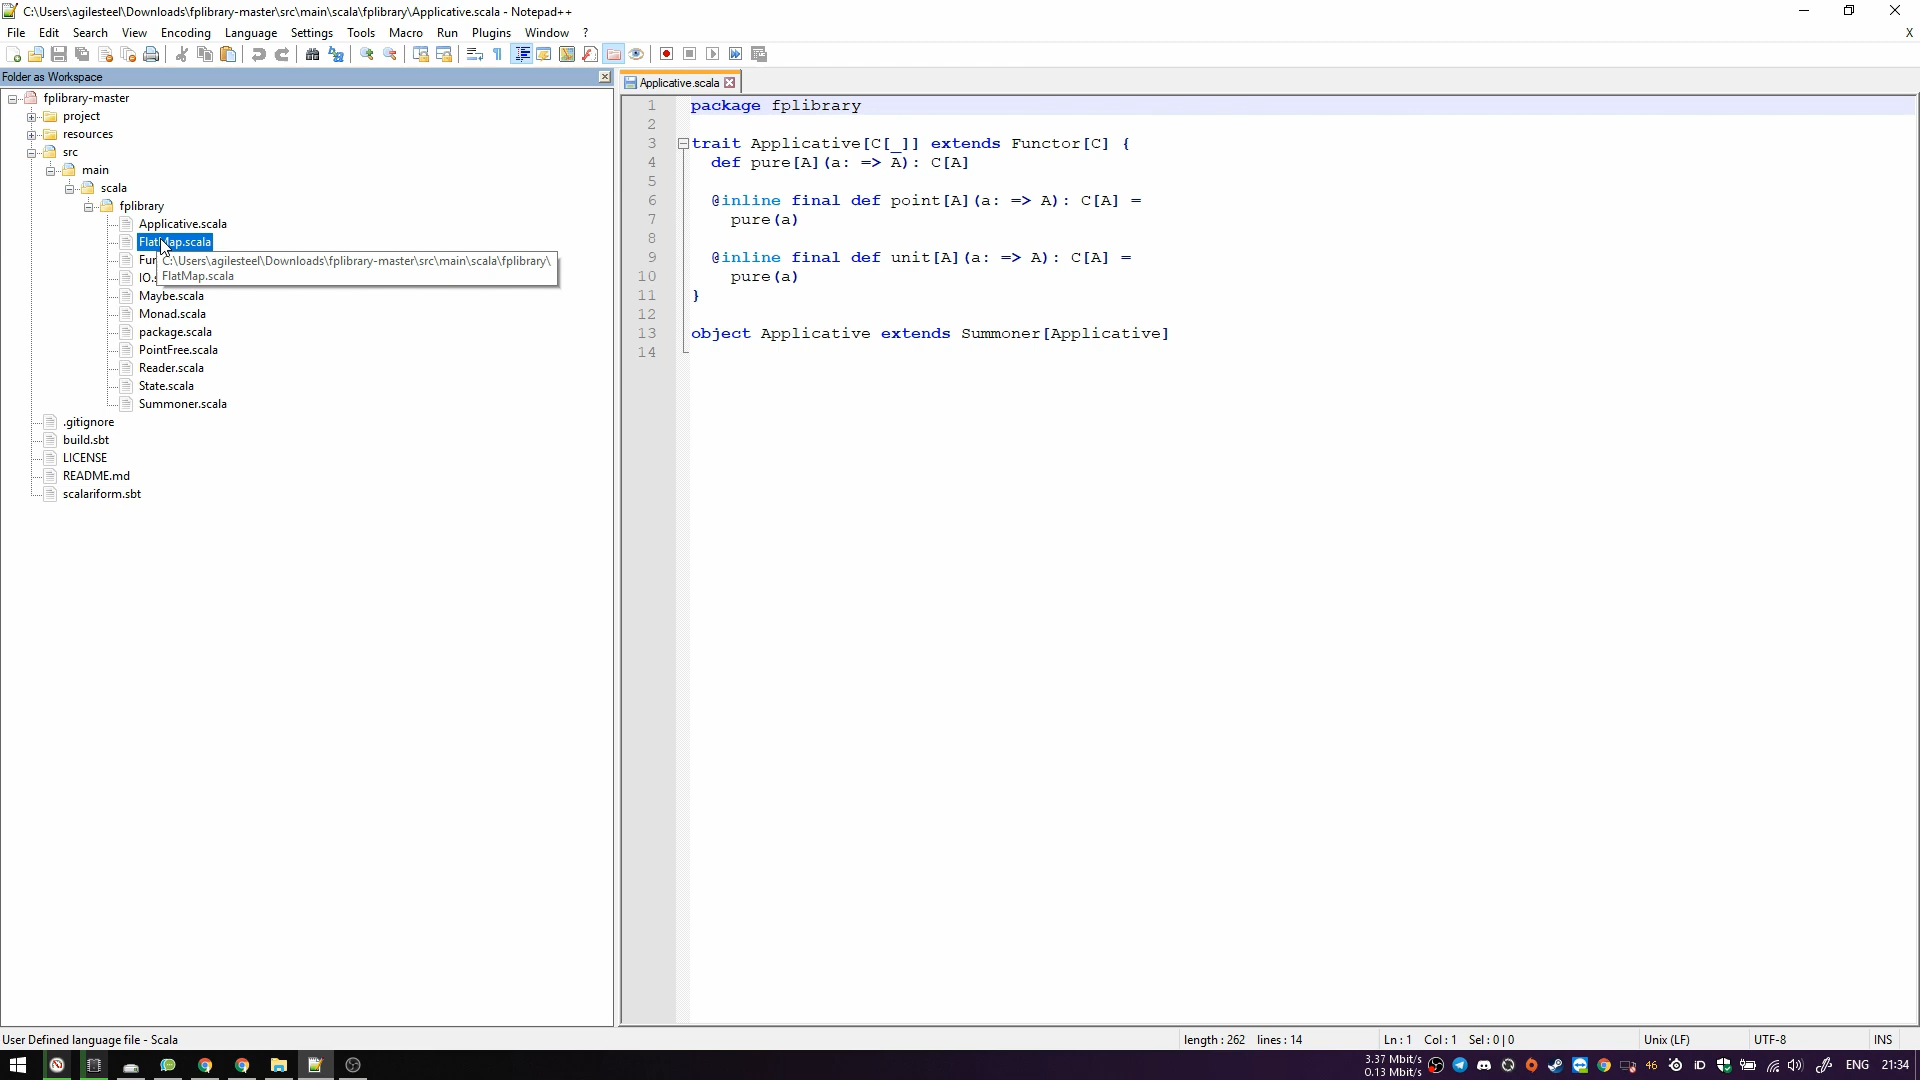 C:\Users\agilesteel\Downloads\fplibrary-master\src\main\scala\fplibrary\Applicative.scala - Notepad++
File Edit Search View Encoding Language Settings Tools Macro Run Plugins Window ? X
Folder as Workspace
Applicative.scala
fplibrary-master
project
resources
src
main
scala
fplibrary
Applicative.scala
FlatMap.scala
Fun
C:\Users\agilesteel\Downloads\fplibrary-master\src\main\scala\fplibrary\
FlatMap.scala
IO.s
Maybe.scala
Monad.scala
package.scala
PointFree.scala
Reader.scala
State.scala
Summoner.scala
.gitignore
build.sbt
LICENSE
README.md
scalariform.sbt
1 package fplibrary
2
3 trait Applicative[C[_]] extends Functor[C] {
4 def pure[A](a: => A): C[A]
5
6 @inline final def point[A](a: => A): C[A] =
7 pure(a)
8
9 @inline final def unit[A](a: => A): C[A] =
10 pure(a)
11 }
12
13 object Applicative extends Summoner[Applicative]
14
User Defined language file - Scala length : 262 lines : 14 Ln : 1 Col : 1 Sel : 0 | 0 Unix (LF) UTF-8 INS
3.37 Mbit/s
0.13 Mbit/s
46 iD ENG 21:34